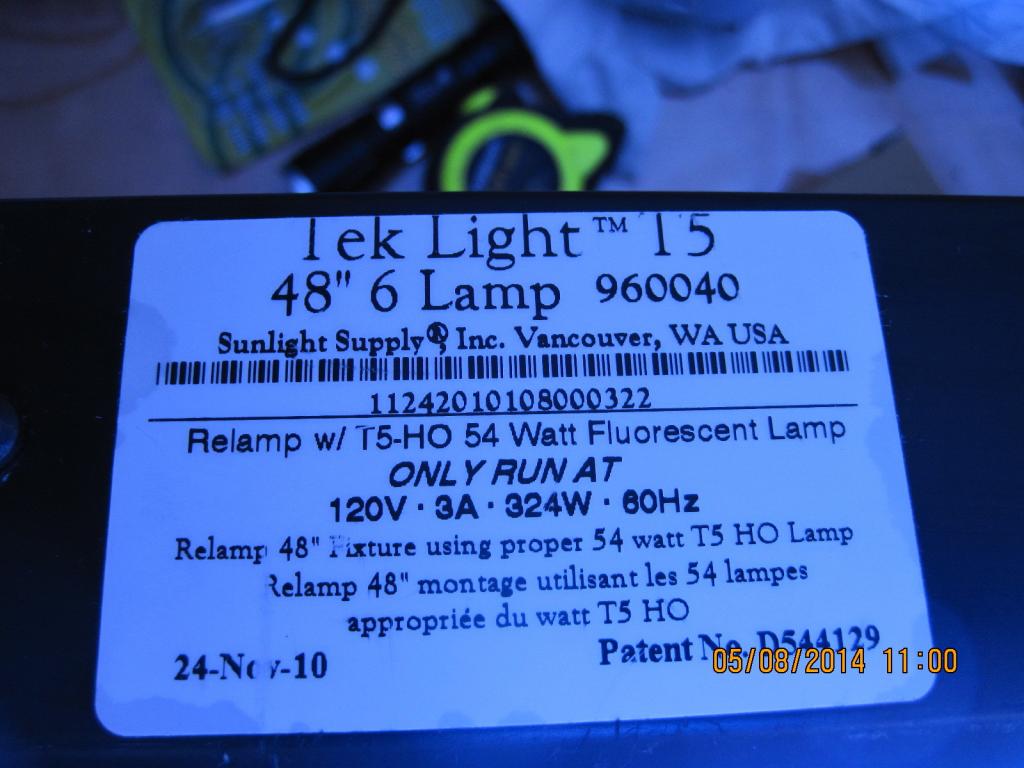 Tek Light™ T5
48" 6 Lamp 960040
Sunlight Supply®, Inc. Vancouver, WA USA
11242010108000322
Relamp w/ T5-HO 54 Watt Fluorescent Lamp
ONLY RUN AT
120V · 3A · 324W · 60Hz
Relamp 48" Fixture using proper 54 watt T5 HO Lamp
Relamp 48" montage utilisant les 54 lampes
appropriée du watt T5 HO
24-Nov-10
Patent No. D544129
05/08/2014 11:00